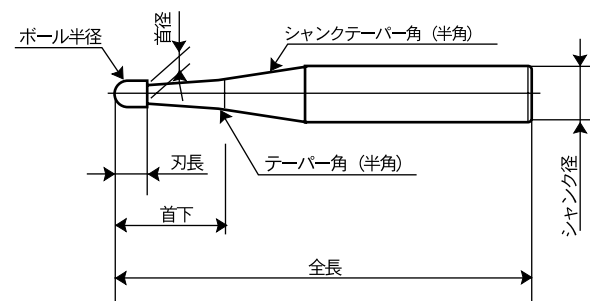 首径
シャンクテーパー角（半角）
ボール半径
刃長
テーパー角（半角）
シャンク径
首下
全長